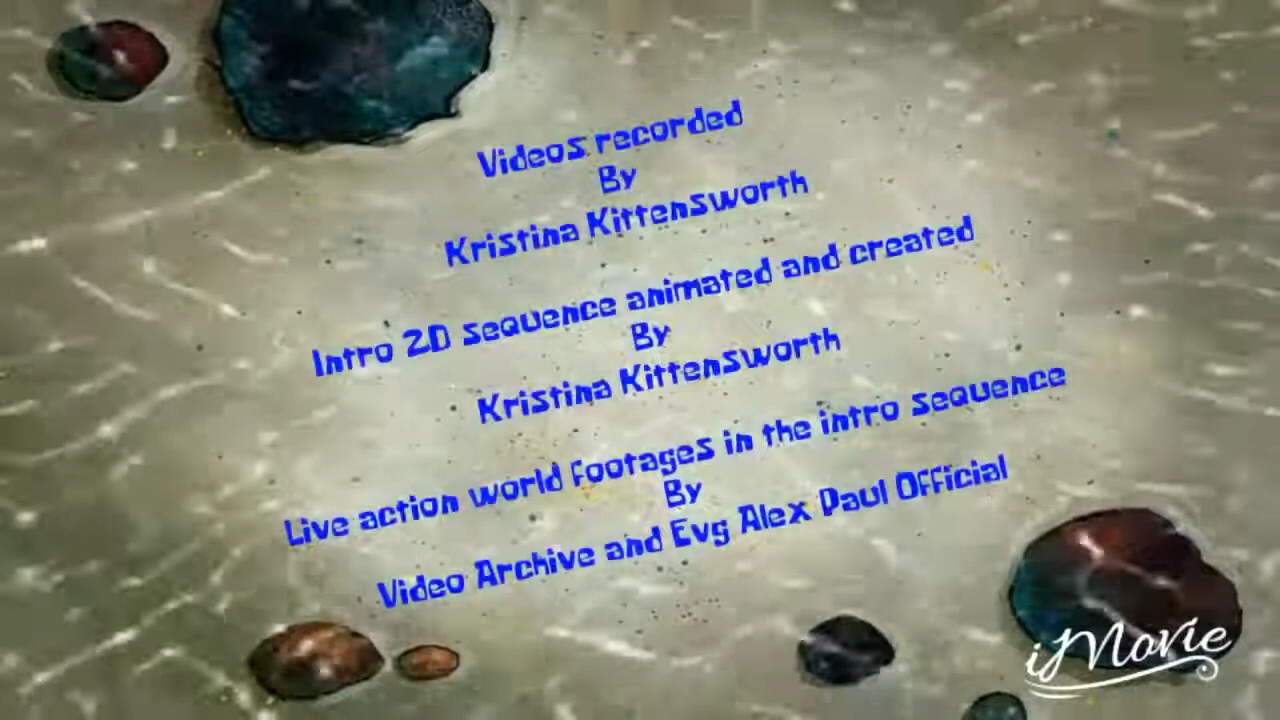 Videos recorded
By
Kristina Kittensworth
Intro 2D sequence animated and created
By
Kristina Kittensworth
Live action world footages in the intro sequence
By
Video Archive and Evg Alex Paul Official
iMovie